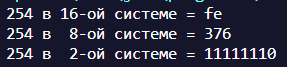 254 в 16-ой системе = fe
254 в  8-ой системе = 376
254 в  2-ой системе = 11111110